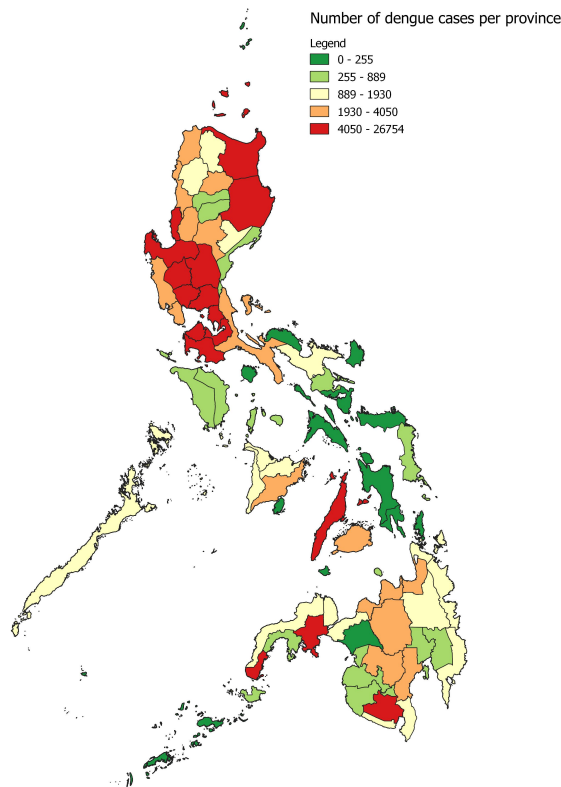 Number of dengue cases per province
Legend
0 - 255
255 - 889
889 - 1930
1930 - 4050
4050 - 26754